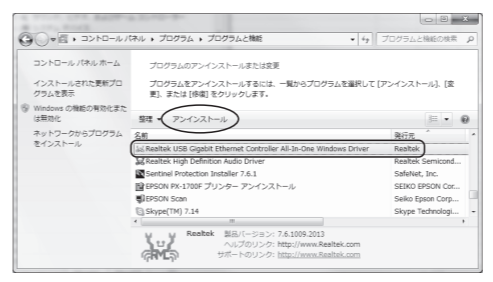 コントロール パネル ▸ プログラム ▸ プログラムと機能
プログラムと機能の検索
コントロール パネル ホーム
インストールされた更新プログラムを表示
Windows の機能の有効化または無効化
ネットワークからプログラムをインストール
プログラムのアンインストールまたは変更
プログラムをアンインストールするには、一覧からプログラムを選択して [アンインストール]、[変
更]、または [修復] をクリックします。
整理 ▾ アンインストール
名前 発行元
Realtek USB Gigabit Ethernet Controller All-In-One Windows Driver Realtek
Realtek High Definition Audio Driver Realtek Semicond...
Sentinel Protection Installer 7.6.1 SafeNet, Inc.
EPSON PX-1700F プリンター アンインストール SEIKO EPSON Cor...
EPSON Scan Seiko Epson Corp...
Skype(TM) 7.14 Skype Technologi...
Realtek 製品バージョン: 7.6.1009.2013
ヘルプのリンク: http://www.Realtek.com
サポートのリンク: http://www.Realtek.com